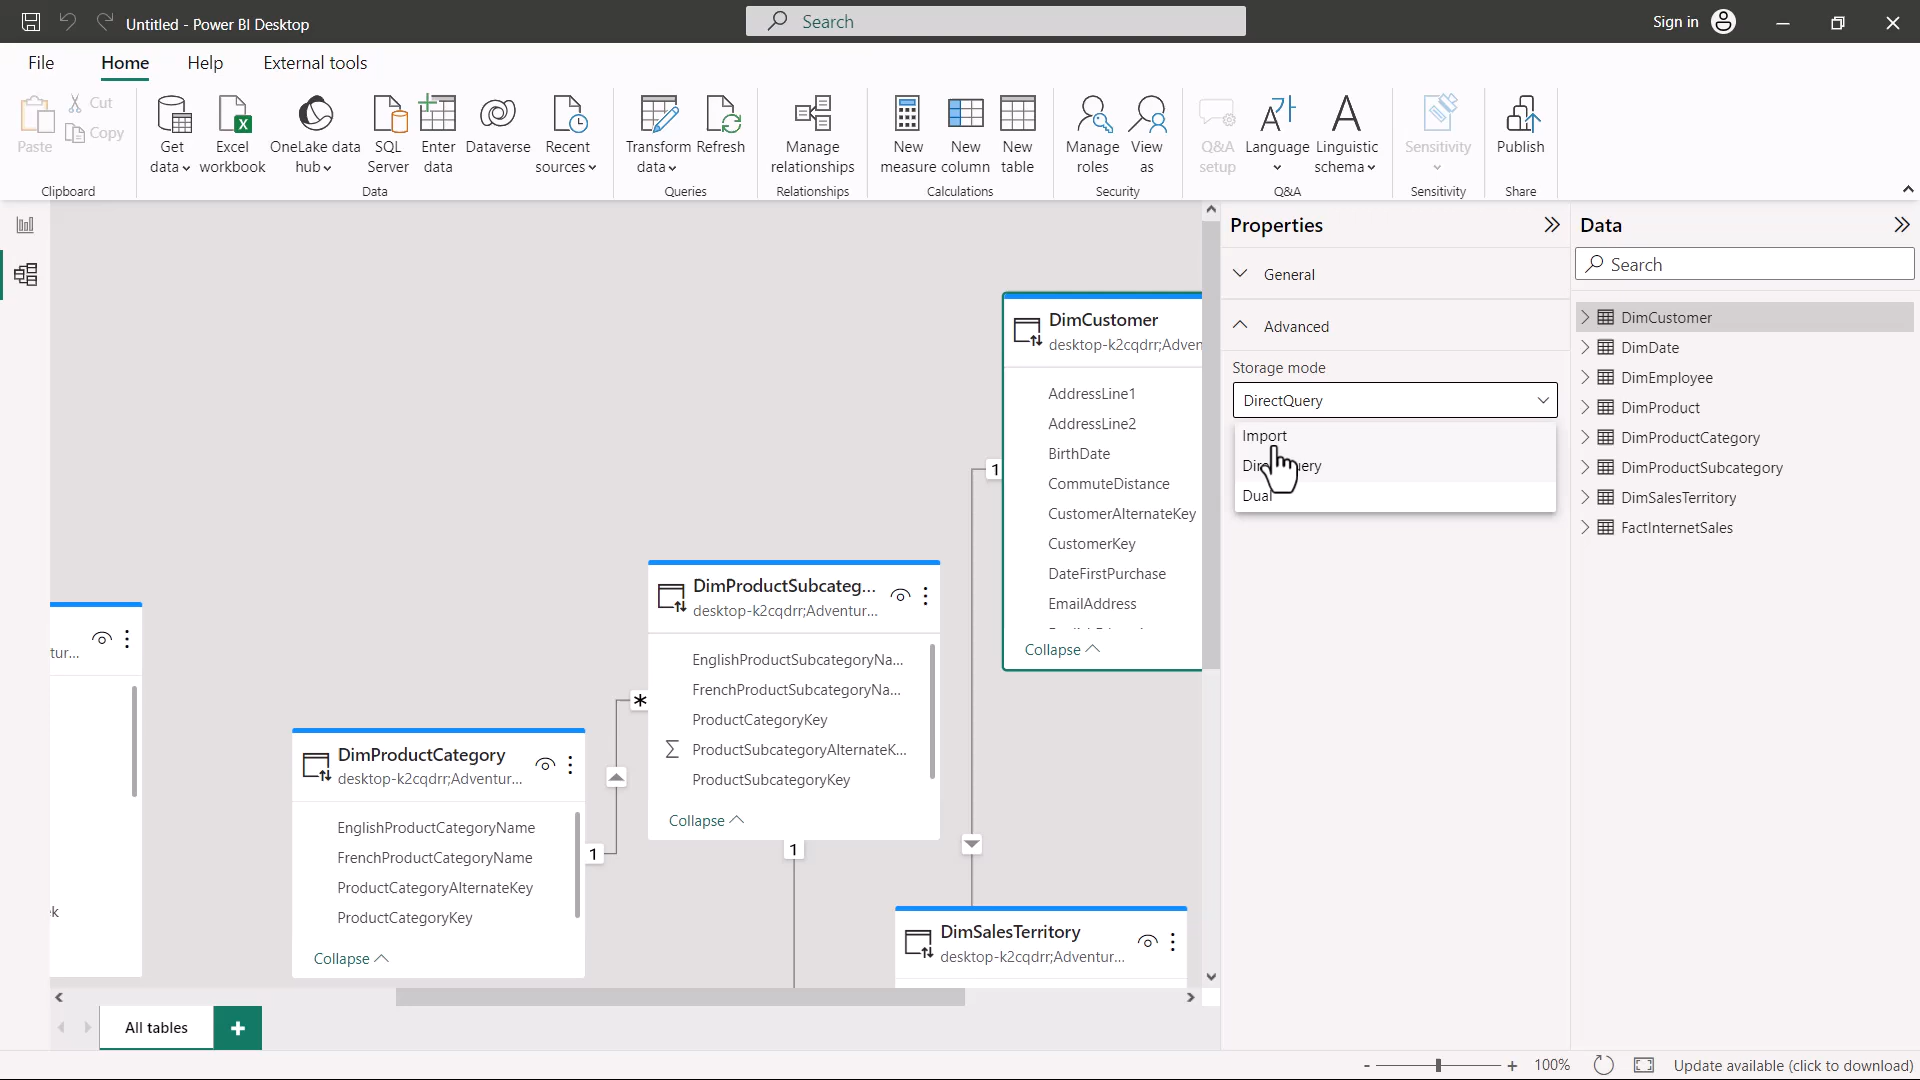 Untitled - Power BI Desktop
Search
Sign in
File
Home
Help
External tools
Paste
Cut
Copy
Clipboard
Get data
Excel workbook
OneLake data hub
SQL Server
Enter data
Dataverse
Recent sources
Data
Transform data
Refresh
Queries
Manage relationships
Relationships
New measure
New column
New table
Calculations
Manage roles
View as
Security
Q&A setup
Language
Linguistic schema
Q&A
Sensitivity
Sensitivity
Publish
Share
tur...
DimProductCategory
desktop-k2cqdrr;Adventur...
EnglishProductCategoryName
FrenchProductCategoryName
ProductCategoryAlternateKey
ProductCategoryKey
Collapse
1
*
DimProductSubcateg...
desktop-k2cqdrr;Adventur...
EnglishProductSubcategoryNa...
FrenchProductSubcategoryNa...
ProductCategoryKey
ProductSubcategoryAlternateK...
ProductSubcategoryKey
Collapse
1
1
DimCustomer
desktop-k2cqdrr;Adven
AddressLine1
AddressLine2
BirthDate
CommuteDistance
CustomerAlternateKey
CustomerKey
DateFirstPurchase
EmailAddress
Collapse
DimSalesTerritory
desktop-k2cqdrr;Adventur...
Properties
General
Advanced
Storage mode
DirectQuery
Import
Dual
Data
Search
DimCustomer
DimDate
DimEmployee
DimProduct
DimProductCategory
DimProductSubcategory
DimSalesTerritory
FactInternetSales
All tables
+
- + 100%
Update available (click to download)